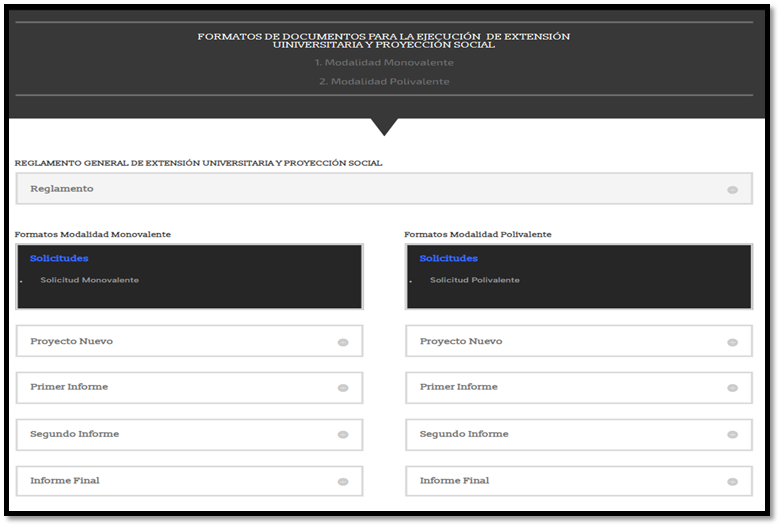 FORMATOS DE DOCUMENTOS PARA LA EJECUCIÓN DE EXTENSIÓN
UINIVERSITARIA Y PROYECCIÓN SOCIAL
1. Modalidad Monovalente
2. Modalidad Polivalente
REGLAMENTO GENERAL DE EXTENSIÓN UNIVERSITARIA Y PROYECCIÓN SOCIAL
Reglamento
Formatos Modalidad Monovalente
Solicitudes
Solicitud Monovalente
Proyecto Nuevo
Primer Informe
Segundo Informe
Informe Final
Formatos Modalidad Polivalente
Solicitudes
Solicitud Polivalente
Proyecto Nuevo
Primer Informe
Segundo Informe
Informe Final